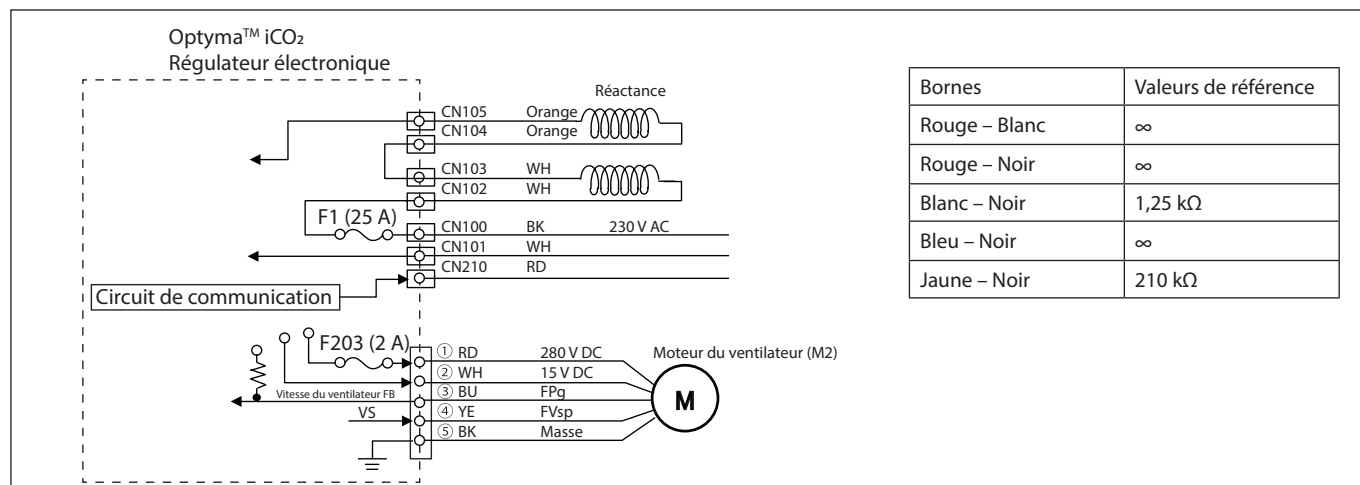 Optyma™ iCO₂
Régulateur électronique
Réactance
CN105 Orange
CN104 Orange
CN103 WH
CN102 WH
F1 (25 A)
CN100 BK 230 V AC
CN101 WH
CN210 RD
Circuit de communication
F203 (2 A)
① RD 280 V DC
② WH 15 V DC
③ BU FPg
④ YE FVsp
⑤ BK Masse
Vitesse du ventilateur FB
VS
Moteur du ventilateur (M2)
M
Bornes Valeurs de référence
Rouge – Blanc ∞
Rouge – Noir ∞
Blanc – Noir 1,25 kΩ
Bleu – Noir ∞
Jaune – Noir 210 kΩ